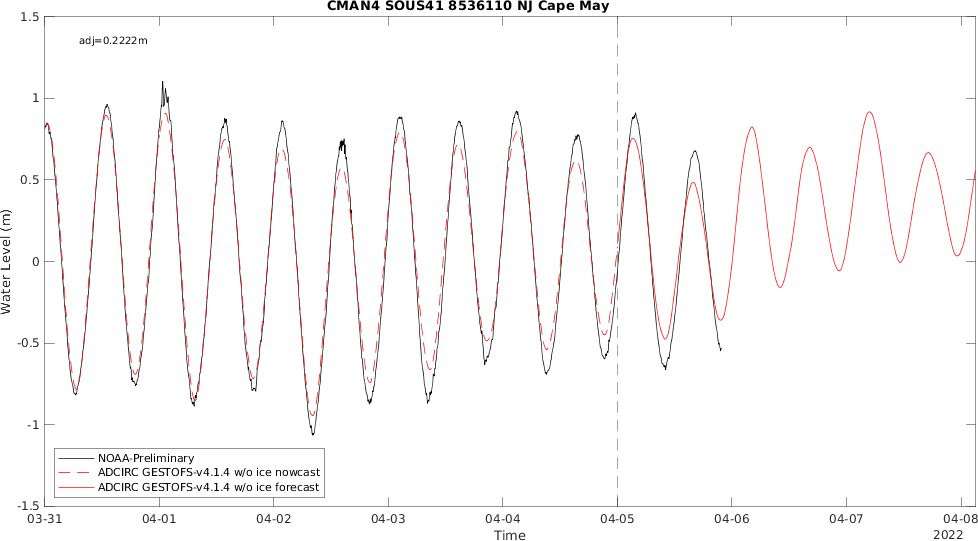 CMAN4 SOUS41 8536110 NJ Cape May
adj=0.2222m
1.5
1
0.5
0
-0.5
-1
-1.5
Water Level (m)
NOAA-Preliminary
ADCIRC GESTOFS-v4.1.4 w/o ice nowcast
ADCIRC GESTOFS-v4.1.4 w/o ice forecast
03-31 04-01 04-02 04-03 04-04 04-05 04-06 04-07 04-08
Time
2022